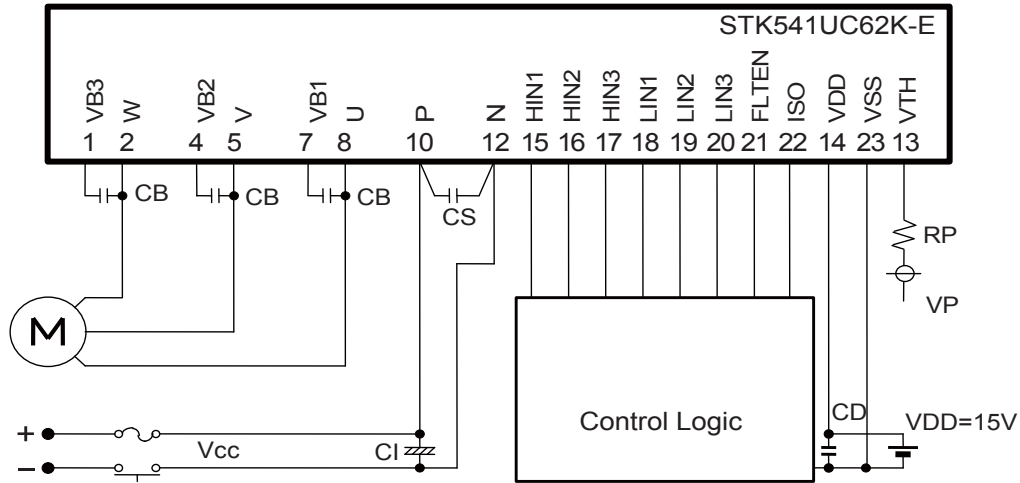 STK541UC62K-E
VB3 W VB2 V VB1 U P N HIN1 HIN2 HIN3 LIN1 LIN2 LIN3 FLTEN ISO VDD VSS VTH
1 2 4 5 7 8 10 12 15 16 17 18 19 20 21 22 14 23 13
CB CB CB CS
RP
VP
M
Control Logic
CD VDD=15V
+ Vcc CI
–